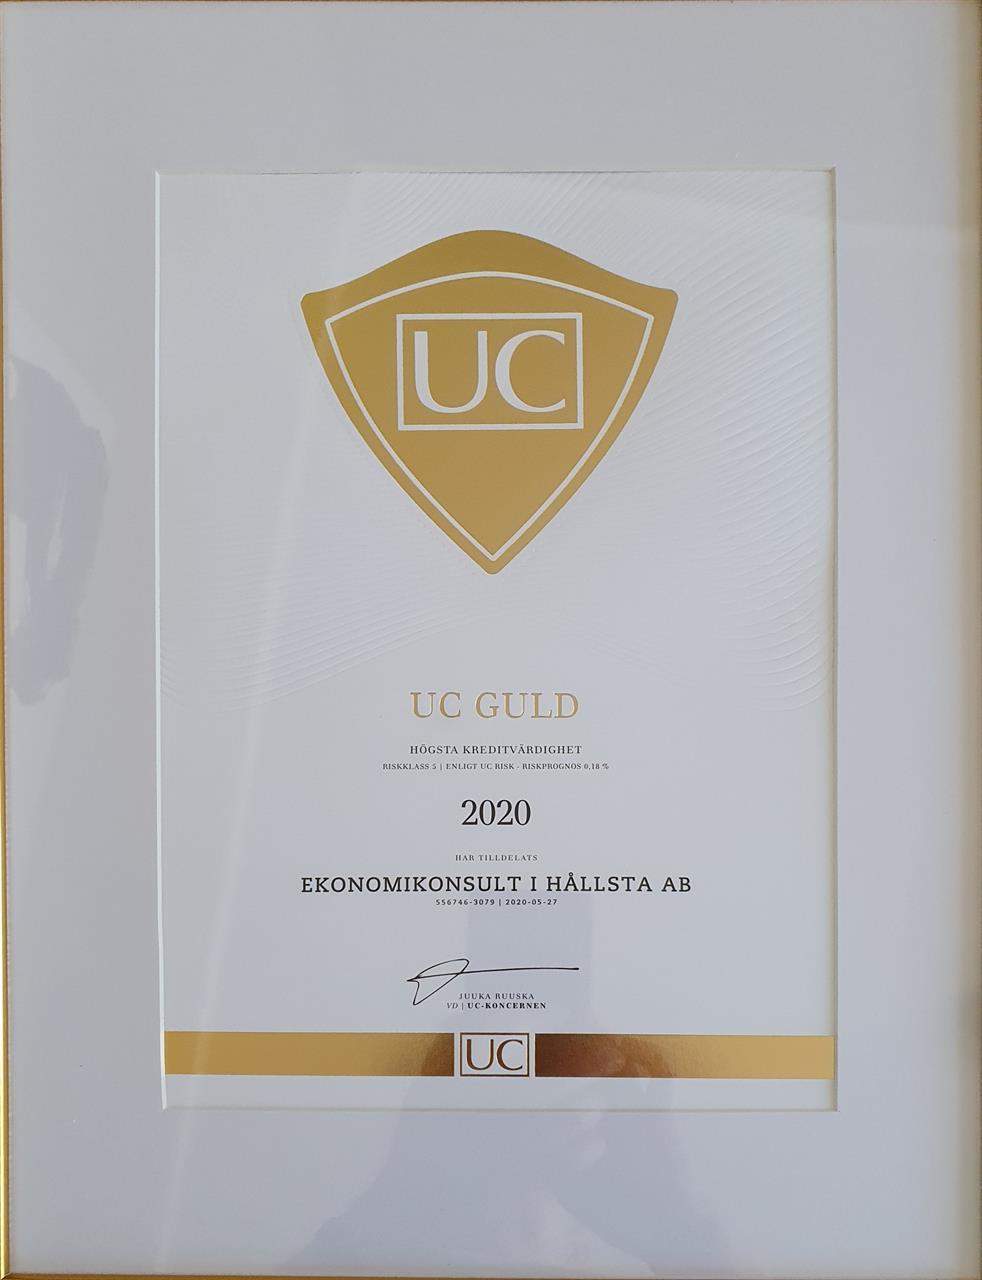 UC
UC GULD
HÖGSTA KREDITVÄRDIGHET
RISKKLASS 5 | ENLIGT UC RISK - RISKPROGNOS 0,18 %
2020
HAR TILLDELATS
EKONOMIKONSULT I HÅLLSTA AB
556746-3079 | 2020-05-27
JUUKA RUUSKA
VD | UC-KONCERNEN
UC